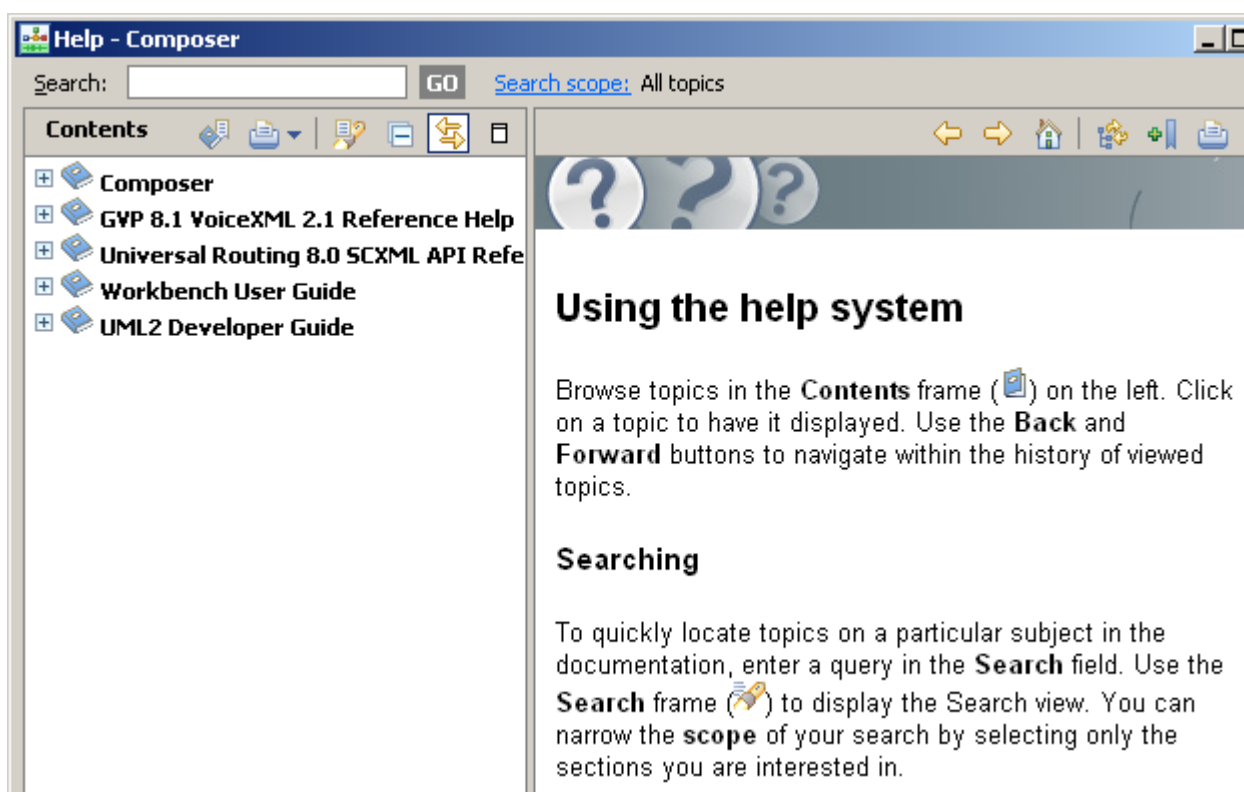 Help - Composer
Search: GO Search scope: All topics
Contents
Composer
GVP 8.1 VoiceXML 2.1 Reference Help
Universal Routing 8.0 SCXML API Refe
Workbench User Guide
UML2 Developer Guide
Using the help system
Browse topics in the Contents frame ( ) on the left. Click
on a topic to have it displayed. Use the Back and
Forward buttons to navigate within the history of viewed
topics.
Searching
To quickly locate topics on a particular subject in the
documentation, enter a query in the Search field. Use the
Search frame ( ) to display the Search view. You can
narrow the scope of your search by selecting only the
sections you are interested in.